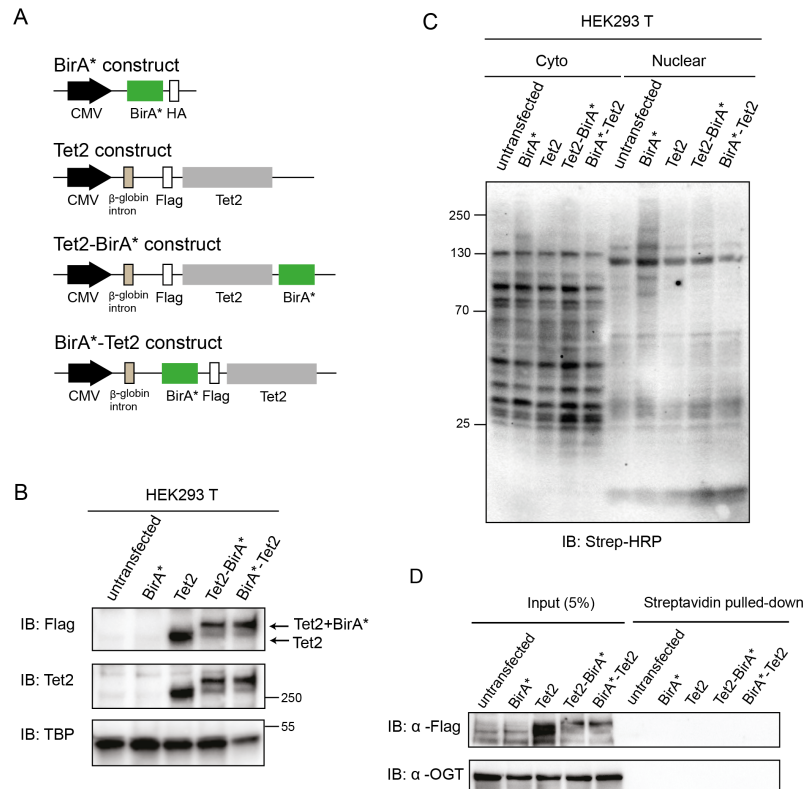 A
BirA* construct
CMV BirA* HA
Tet2 construct
CMV β-globin intron Flag Tet2
Tet2-BirA* construct
CMV β-globin intron Flag Tet2 BirA*
BirA*-Tet2 construct
CMV β-globin intron BirA* Flag Tet2
B
HEK293 T
untransfected BirA* Tet2 Tet2-BirA* BirA*-Tet2
IB: Flag
Tet2+BirA*
Tet2
IB: Tet2
250
55
IB: TBP
C
HEK293 T
Cyto Nuclear
untransfected BirA* Tet2 Tet2-BirA* BirA*-Tet2 untransfected BirA* Tet2 Tet2-BirA* BirA*-Tet2
250
130
70
25
IB: Strep-HRP
D
Input (5%) Streptavidin pulled-down
untransfected BirA* Tet2 Tet2-BirA* BirA*-Tet2 untransfected BirA* Tet2 Tet2-BirA* BirA*-Tet2
IB: α -Flag
IB: α -OGT